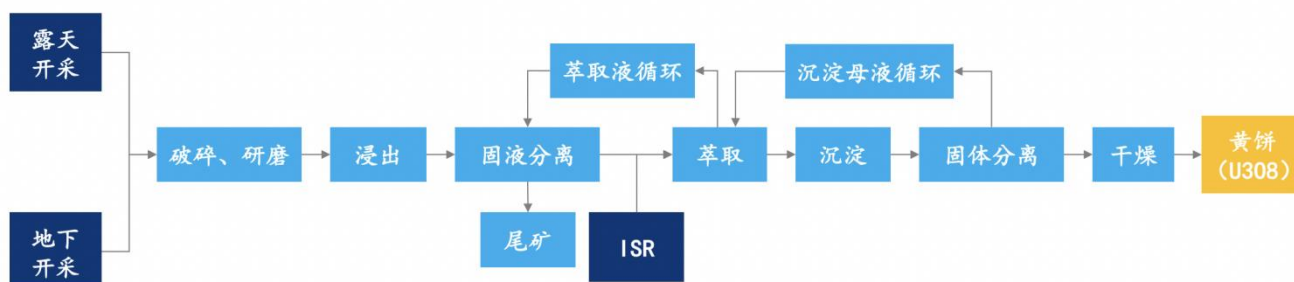 露天
开采
萃取液循环
沉淀母液循环
破碎、研磨
浸出
固液分离
萃取
沉淀
固体分离
干燥
黄饼
(U308)
地下
开采
尾矿
ISR